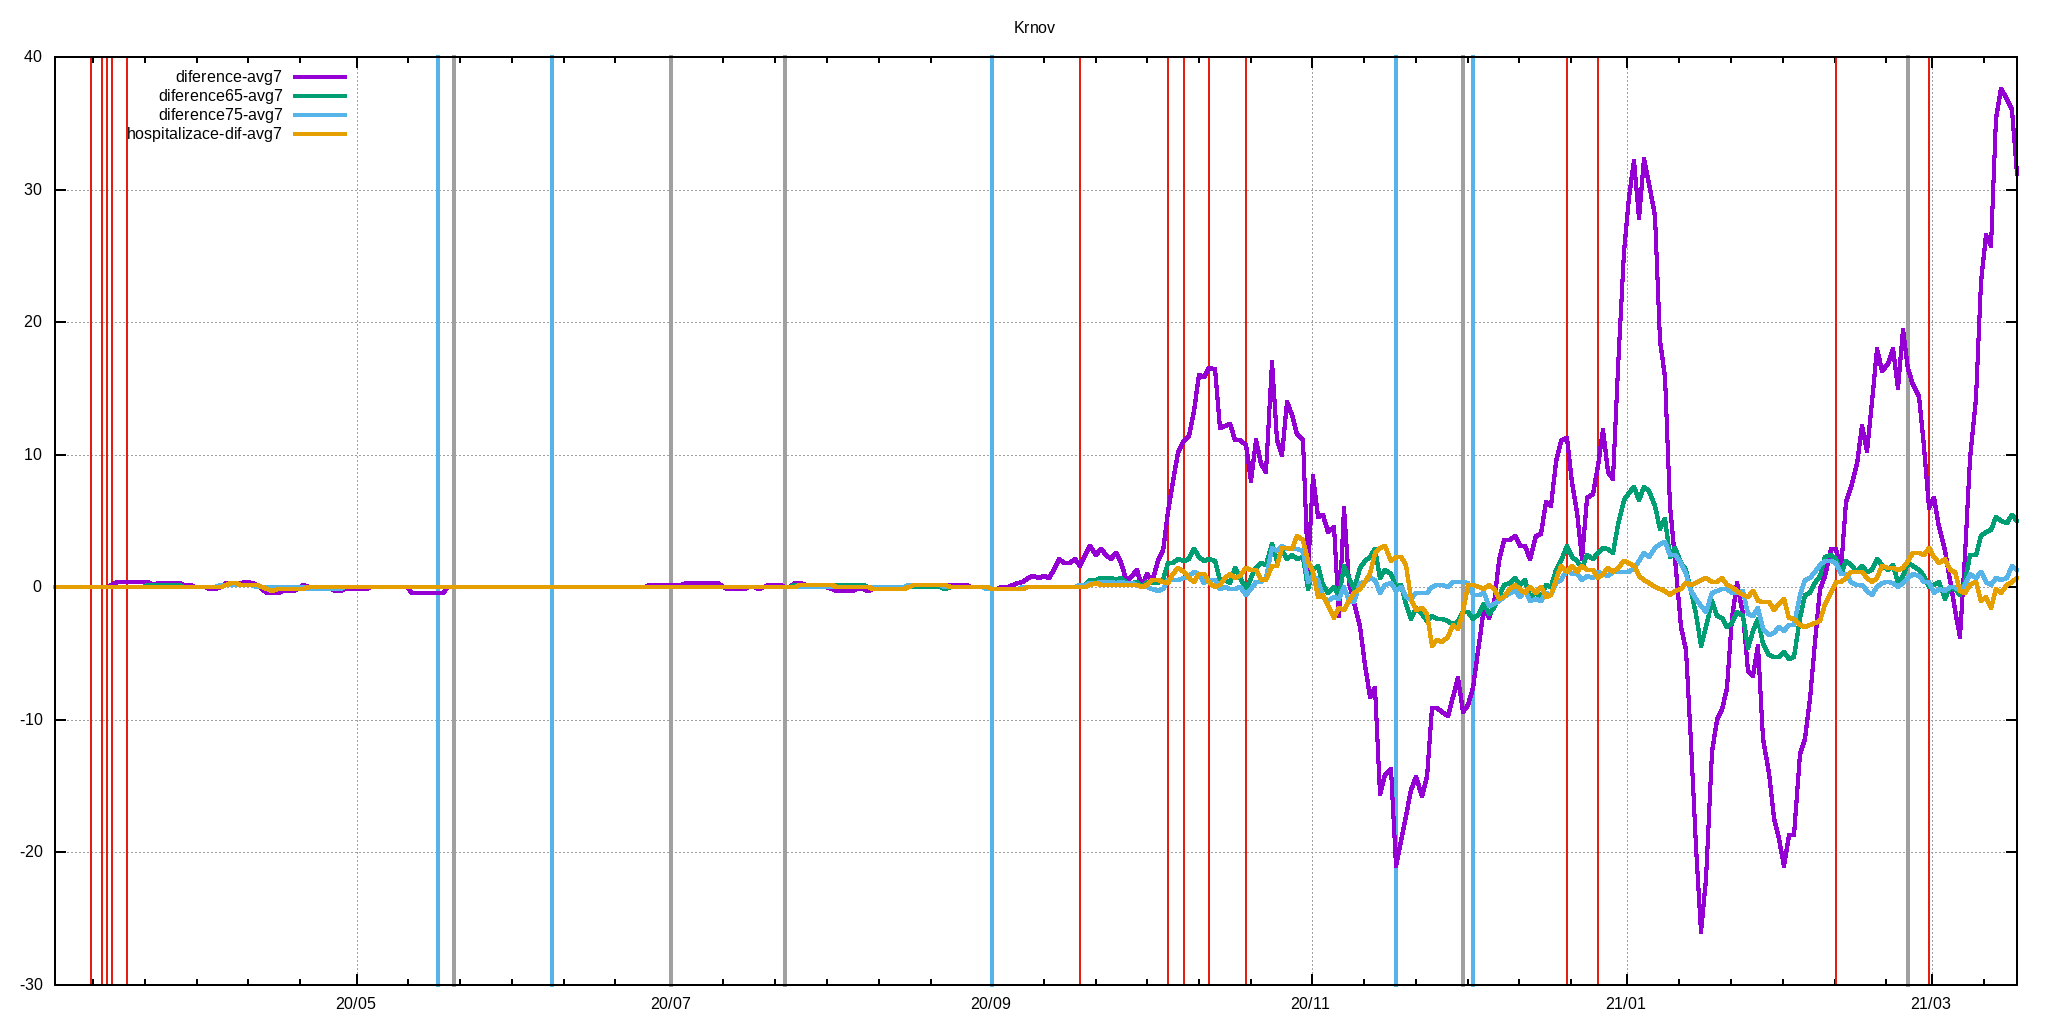 Krnov
40
diference-avg7
diference65-avg7
diference75-avg7
hospitalizace-dif-avg7
30
20
10
0
-10
-20
-30
20/05 20/07 20/09 20/11 21/01 21/03